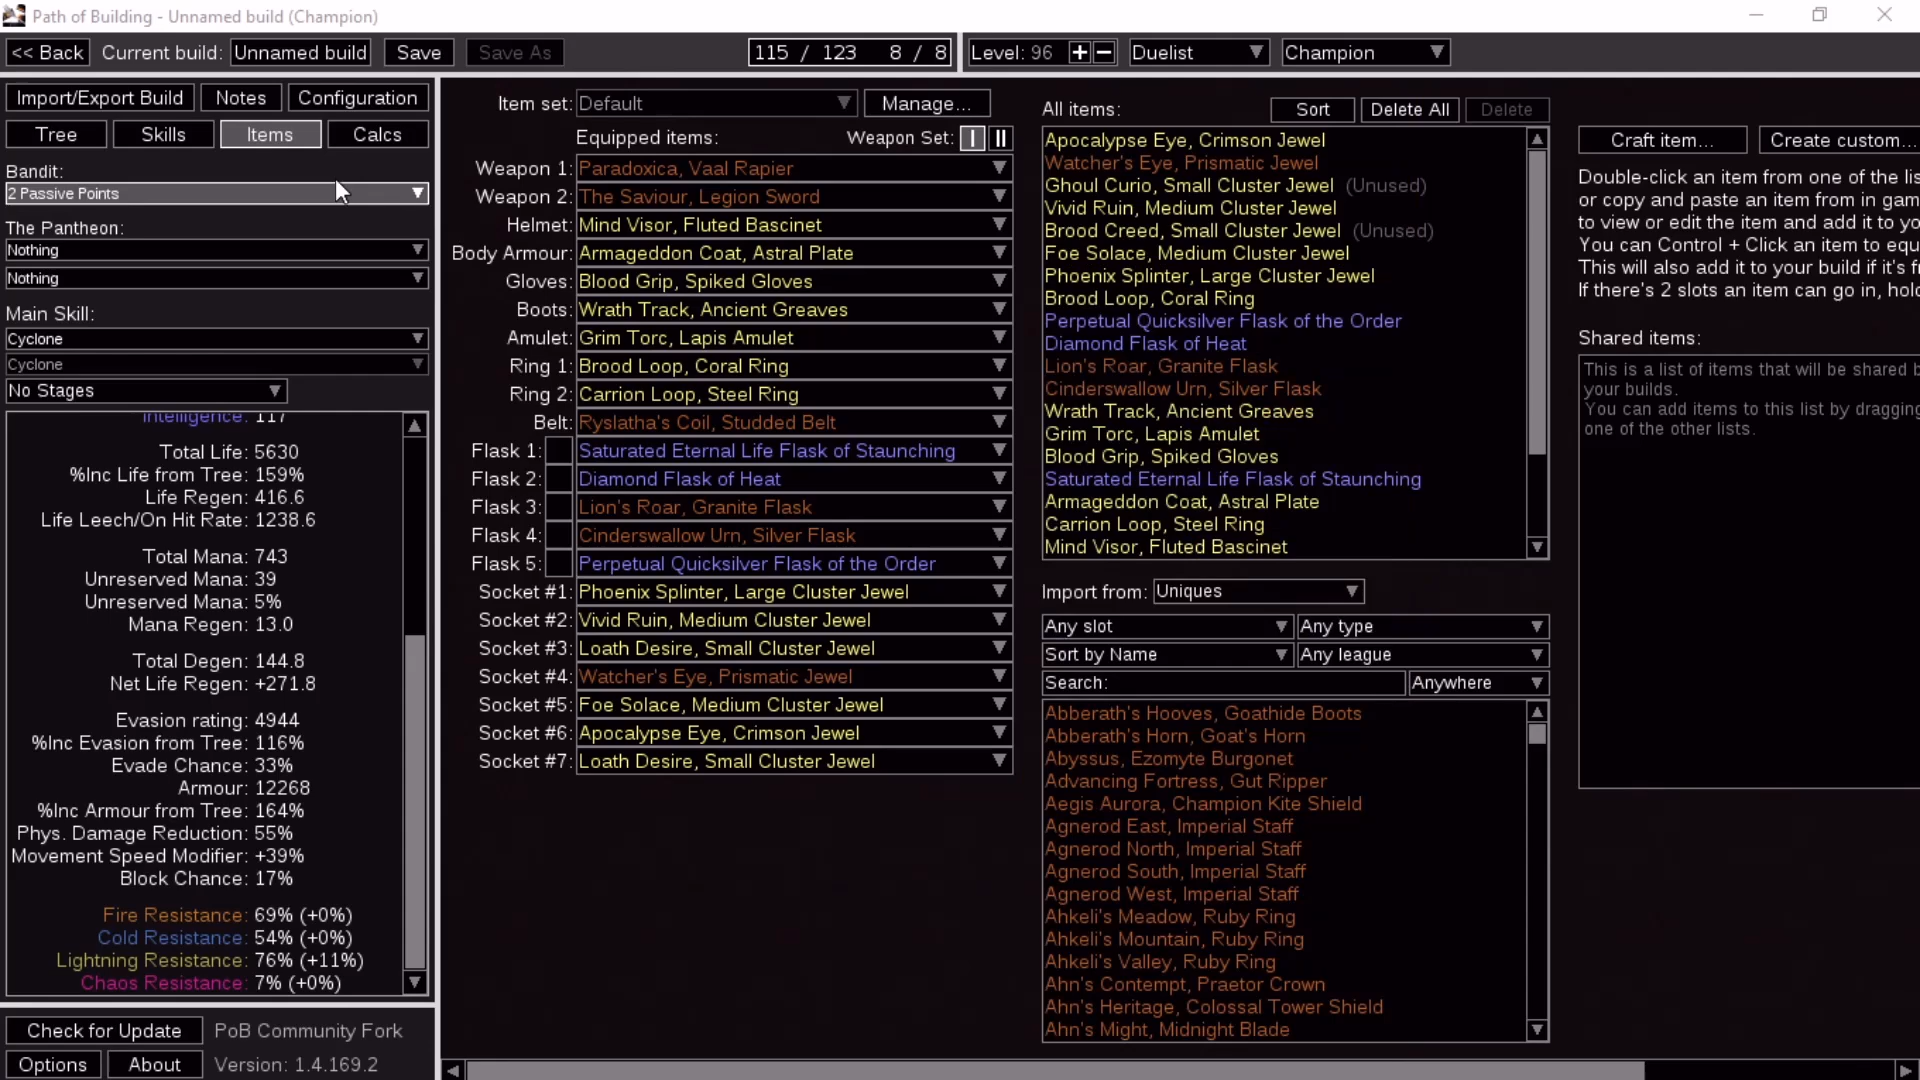 Path of Building - Unnamed build (Champion)
<< Back Current build: Unnamed build Save Save As 115 / 123 8 / 8 Level: 96 + - Duelist Champion
Import/Export Build Notes Configuration
Tree Skills Items Calcs
Bandit:
2 Passive Points
The Pantheon:
Nothing
Nothing
Main Skill:
Cyclone
Cyclone
No Stages
Intelligence: 117
Total Life: 5630
%Inc Life from Tree: 159%
Life Regen: 416.6
Life Leech/On Hit Rate: 1238.6
Total Mana: 743
Unreserved Mana: 39
Unreserved Mana: 5%
Mana Regen: 13.0
Total Degen: 144.8
Net Life Regen: +271.8
Evasion rating: 4944
%Inc Evasion from Tree: 116%
Evade Chance: 33%
Armour: 12268
%Inc Armour from Tree: 164%
Phys. Damage Reduction: 55%
Movement Speed Modifier: +39%
Block Chance: 17%
Fire Resistance: 69% (+0%)
Cold Resistance: 54% (+0%)
Lightning Resistance: 76% (+11%)
Chaos Resistance: 7% (+0%)
Check for Update PoB Community Fork
Options About Version: 1.4.169.2
Item set: Default Manage...
Equipped items: Weapon Set: I II
Weapon 1: Paradoxica, Vaal Rapier
Weapon 2: The Saviour, Legion Sword
Helmet: Mind Visor, Fluted Bascinet
Body Armour: Armageddon Coat, Astral Plate
Gloves: Blood Grip, Spiked Gloves
Boots: Wrath Track, Ancient Greaves
Amulet: Grim Torc, Lapis Amulet
Ring 1: Brood Loop, Coral Ring
Ring 2: Carrion Loop, Steel Ring
Belt: Ryslatha's Coil, Studded Belt
Flask 1: Saturated Eternal Life Flask of Staunching
Flask 2: Diamond Flask of Heat
Flask 3: Lion's Roar, Granite Flask
Flask 4: Cinderswallow Urn, Silver Flask
Flask 5: Perpetual Quicksilver Flask of the Order
Socket #1: Phoenix Splinter, Large Cluster Jewel
Socket #2: Vivid Ruin, Medium Cluster Jewel
Socket #3: Loath Desire, Small Cluster Jewel
Socket #4: Watcher's Eye, Prismatic Jewel
Socket #5: Foe Solace, Medium Cluster Jewel
Socket #6: Apocalypse Eye, Crimson Jewel
Socket #7: Loath Desire, Small Cluster Jewel
All items: Sort Delete All Delete
Apocalypse Eye, Crimson Jewel
Watcher's Eye, Prismatic Jewel
Ghoul Curio, Small Cluster Jewel (Unused)
Vivid Ruin, Medium Cluster Jewel
Brood Creed, Small Cluster Jewel (Unused)
Foe Solace, Medium Cluster Jewel
Phoenix Splinter, Large Cluster Jewel
Brood Loop, Coral Ring
Perpetual Quicksilver Flask of the Order
Diamond Flask of Heat
Lion's Roar, Granite Flask
Cinderswallow Urn, Silver Flask
Wrath Track, Ancient Greaves
Grim Torc, Lapis Amulet
Blood Grip, Spiked Gloves
Saturated Eternal Life Flask of Staunching
Armageddon Coat, Astral Plate
Carrion Loop, Steel Ring
Mind Visor, Fluted Bascinet
Import from: Uniques
Any slot Any type
Sort by Name Any league
Search: Anywhere
Abberath's Hooves, Goathide Boots
Abberath's Horn, Goat's Horn
Abyssus, Ezomyte Burgonet
Advancing Fortress, Gut Ripper
Aegis Aurora, Champion Kite Shield
Agnerod East, Imperial Staff
Agnerod North, Imperial Staff
Agnerod South, Imperial Staff
Agnerod West, Imperial Staff
Ahkeli's Meadow, Ruby Ring
Ahkeli's Mountain, Ruby Ring
Ahkeli's Valley, Ruby Ring
Ahn's Contempt, Praetor Crown
Ahn's Heritage, Colossal Tower Shield
Ahn's Might, Midnight Blade
Craft item... Create custom...
Double-click an item from one of the lis
or copy and paste an item from in gam
to view or edit the item and add it to yo
You can Control + Click an item to equ
This will also add it to your build if it's fr
If there's 2 slots an item can go in, hol
Shared items:
This is a list of items that will be shared b
your builds.
You can add items to this list by dragging
one of the other lists.